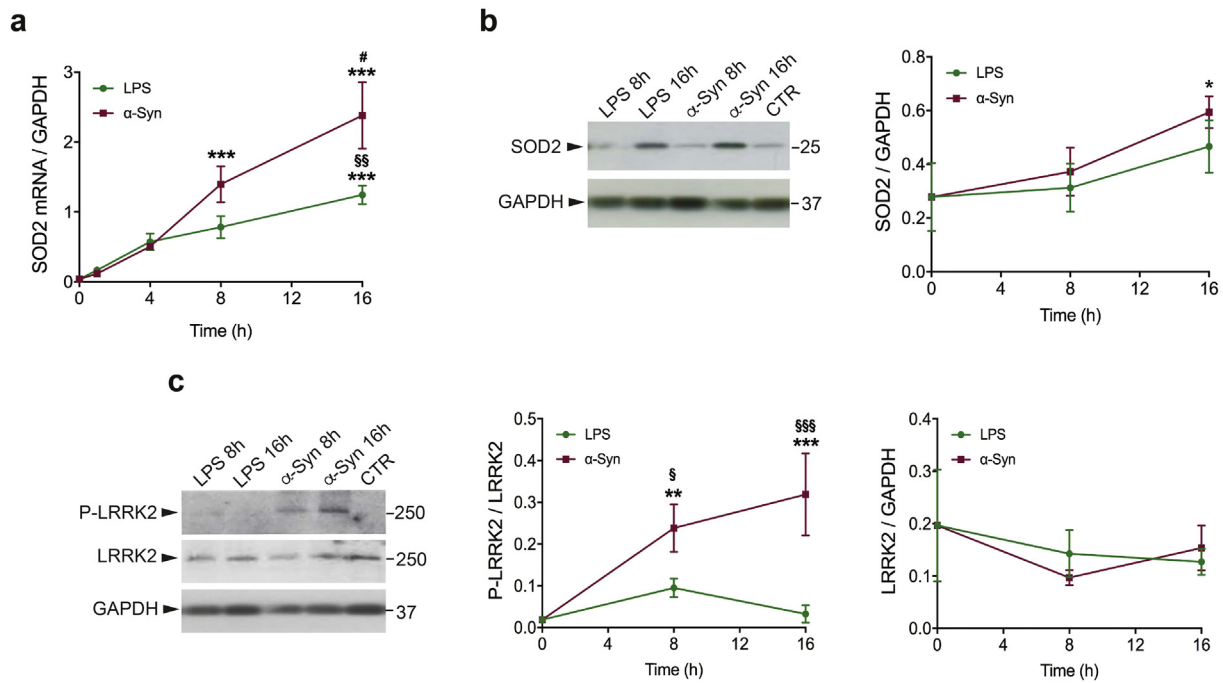 a
SOD2 mRNA / GAPDH
3
2
1
0
LPS
α-Syn
***
#
***
§§
***
0 4 8 12 16
Time (h)
b
LPS 8h
LPS 16h
α-Syn 8h
α-Syn 16h
CTR
SOD2
25
GAPDH
37
SOD2 / GAPDH
0.8
0.6
0.4
0.2
0.0
LPS
α-Syn
*
0 4 8 12 16
Time (h)
c
LPS 8h
LPS 16h
α-Syn 8h
α-Syn 16h
CTR
P-LRRK2
250
LRRK2
250
GAPDH
37
P-LRRK2 / LRRK2
0.5
0.4
0.3
0.2
0.1
0.0
LPS
α-Syn
§
**
§§§
***
0 4 8 12 16
Time (h)
LRRK2 / GAPDH
0.4
0.3
0.2
0.1
0.0
LPS
α-Syn
0 4 8 12 16
Time (h)